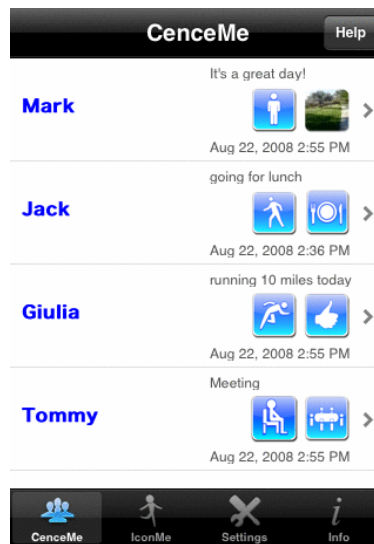 CenceMe
Help
It's a great day!
Mark
Aug 22, 2008 2:55 PM
going for lunch
Jack
Aug 22, 2008 2:36 PM
running 10 miles today
Giulia
Aug 22, 2008 2:55 PM
Meeting
Tommy
Aug 22, 2008 2:55 PM
CenceMe
IconMe
Settings
Info